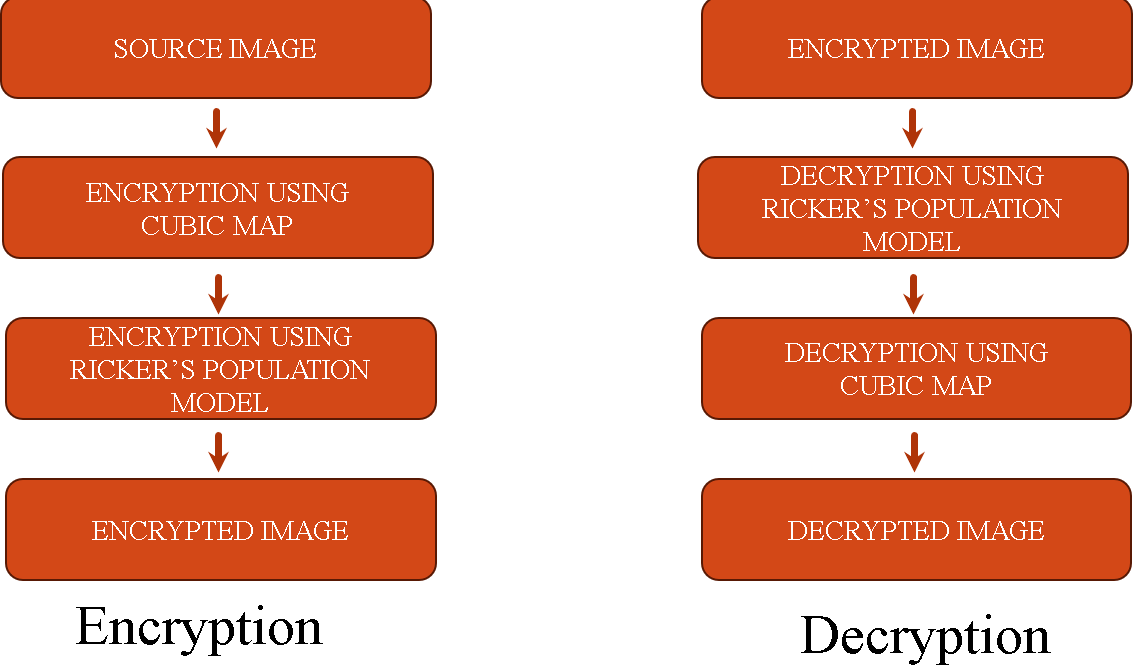 SOURCE IMAGE
ENCRYPTION USING
CUBIC MAP
ENCRYPTION USING
RICKER’S POPULATION
MODEL
ENCRYPTED IMAGE
Encryption
ENCRYPTED IMAGE
DECRYPTION USING
RICKER’S POPULATION
MODEL
DECRYPTION USING
CUBIC MAP
DECRYPTED IMAGE
Decryption